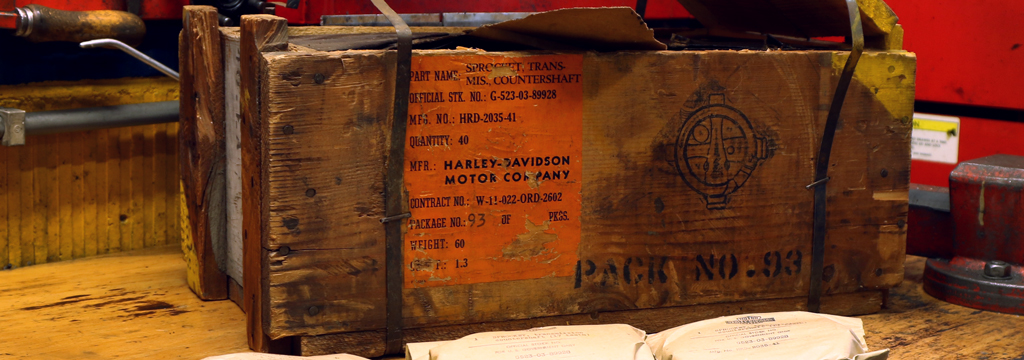 PART NAME: SPROCKET, TRANS-
MIS., COUNTERSHAFT
OFFICIAL STK. NO.: G-523-03-89928
MFG. NO.: HRD-2035-41
QUANTITY: 40
MFR.: HARLEY-DAVIDSON
MOTOR COMPANY
CONTRACT NO.: W-11-022-ORD-2602
PACKAGE NO.: 93 OF PKGS.
WEIGHT: 60
1.3
PACK NO. 93